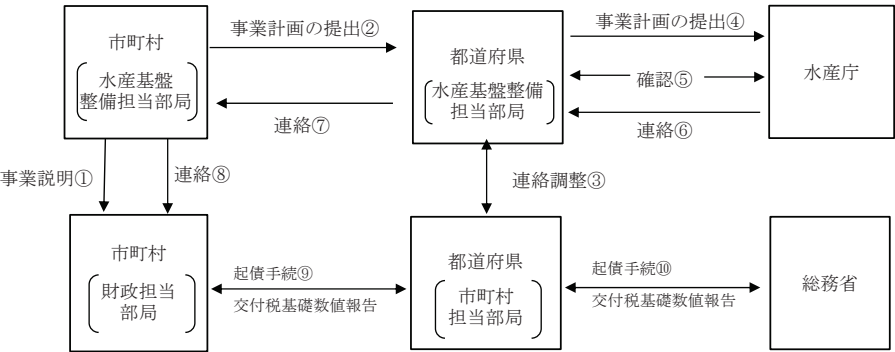 市町村
水産基盤
整備担当部局
事業計画の提出②
連絡⑦
都道府県
水産基盤整備
担当部局
事業計画の提出④
確認⑤
連絡⑥
水産庁
事業説明①
連絡⑧
連絡調整③
市町村
財政担当
部局
起債手続⑨
交付税基礎数値報告
都道府県
市町村
担当部局
起債手続⑩
交付税基礎数値報告
総務省